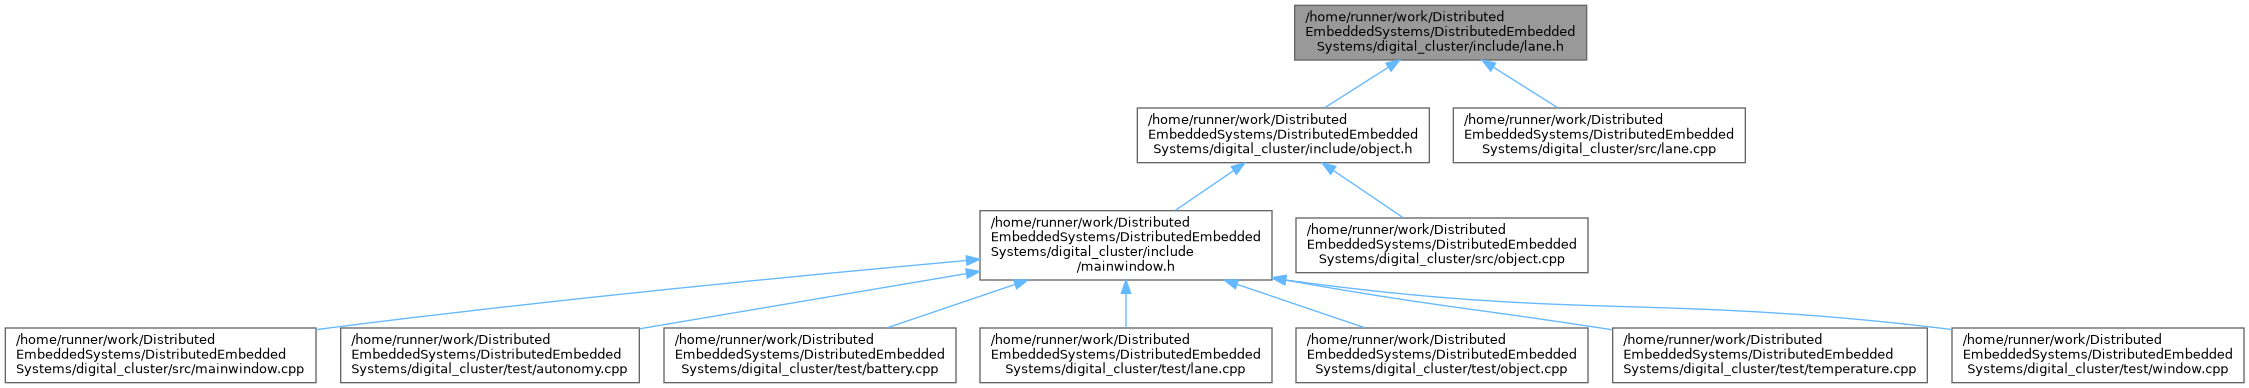 /home/runner/work/Distributed
EmbeddedSystems/DistributedEmbedded
Systems/digital_cluster/include/lane.h
/home/runner/work/Distributed
EmbeddedSystems/DistributedEmbedded
Systems/digital_cluster/include/object.h
/home/runner/work/Distributed
EmbeddedSystems/DistributedEmbedded
Systems/digital_cluster/src/lane.cpp
/home/runner/work/Distributed
EmbeddedSystems/DistributedEmbedded
Systems/digital_cluster/include
/mainwindow.h
/home/runner/work/Distributed
EmbeddedSystems/DistributedEmbedded
Systems/digital_cluster/src/object.cpp
/home/runner/work/Distributed
EmbeddedSystems/DistributedEmbedded
Systems/digital_cluster/src/mainwindow.cpp
/home/runner/work/Distributed
EmbeddedSystems/DistributedEmbedded
Systems/digital_cluster/test/autonomy.cpp
/home/runner/work/Distributed
EmbeddedSystems/DistributedEmbedded
Systems/digital_cluster/test/battery.cpp
/home/runner/work/Distributed
EmbeddedSystems/DistributedEmbedded
Systems/digital_cluster/test/lane.cpp
/home/runner/work/Distributed
EmbeddedSystems/DistributedEmbedded
Systems/digital_cluster/test/object.cpp
/home/runner/work/Distributed
EmbeddedSystems/DistributedEmbedded
Systems/digital_cluster/test/temperature.cpp
/home/runner/work/Distributed
EmbeddedSystems/DistributedEmbedded
Systems/digital_cluster/test/window.cpp